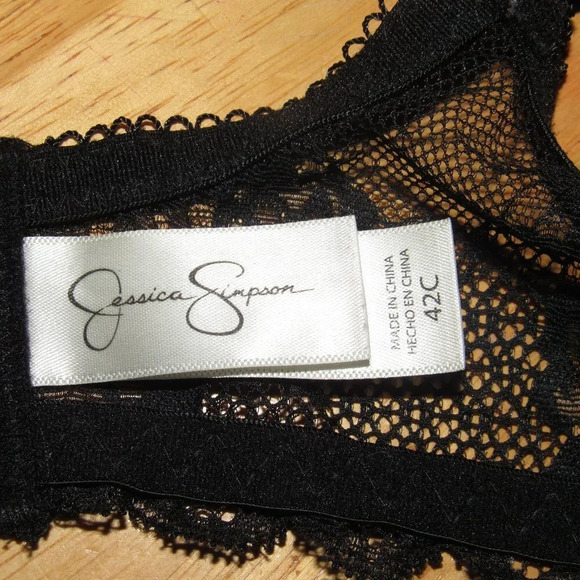 Jessica Simpson
MADE IN CHINA
HECHO EN CHINA
42C